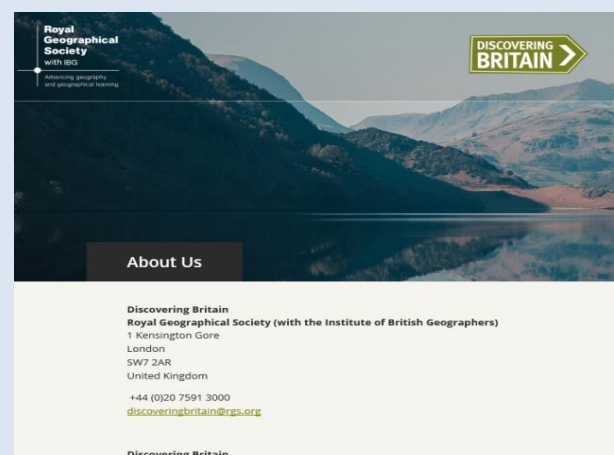 Royal
Geographical
Society
with IBG
Advancing geography
and geographical learning
DISCOVERING
BRITAIN
About Us
Discovering Britain
Royal Geographical Society (with the Institute of British Geographers)
1 Kensington Gore
London
SW7 2AR
United Kingdom
+44 (0)20 7591 3000
discoveringbritain@rgs.org
Discovering Britain